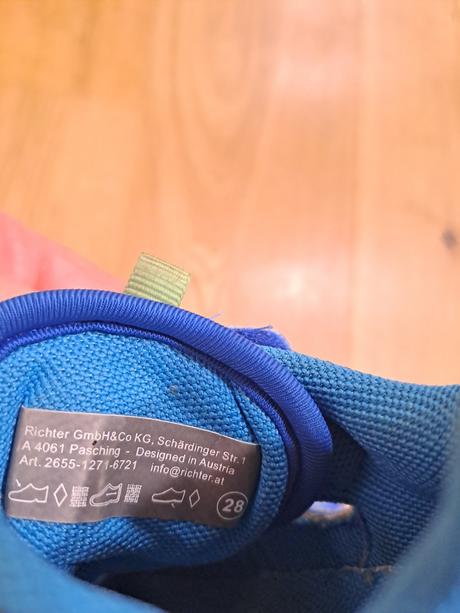 Richter GmbH&Co KG, Schärdinger Str. 1
A 4061 Pasching - Designed in Austria
Art. 2655-1271-6721 info@richter.at
28